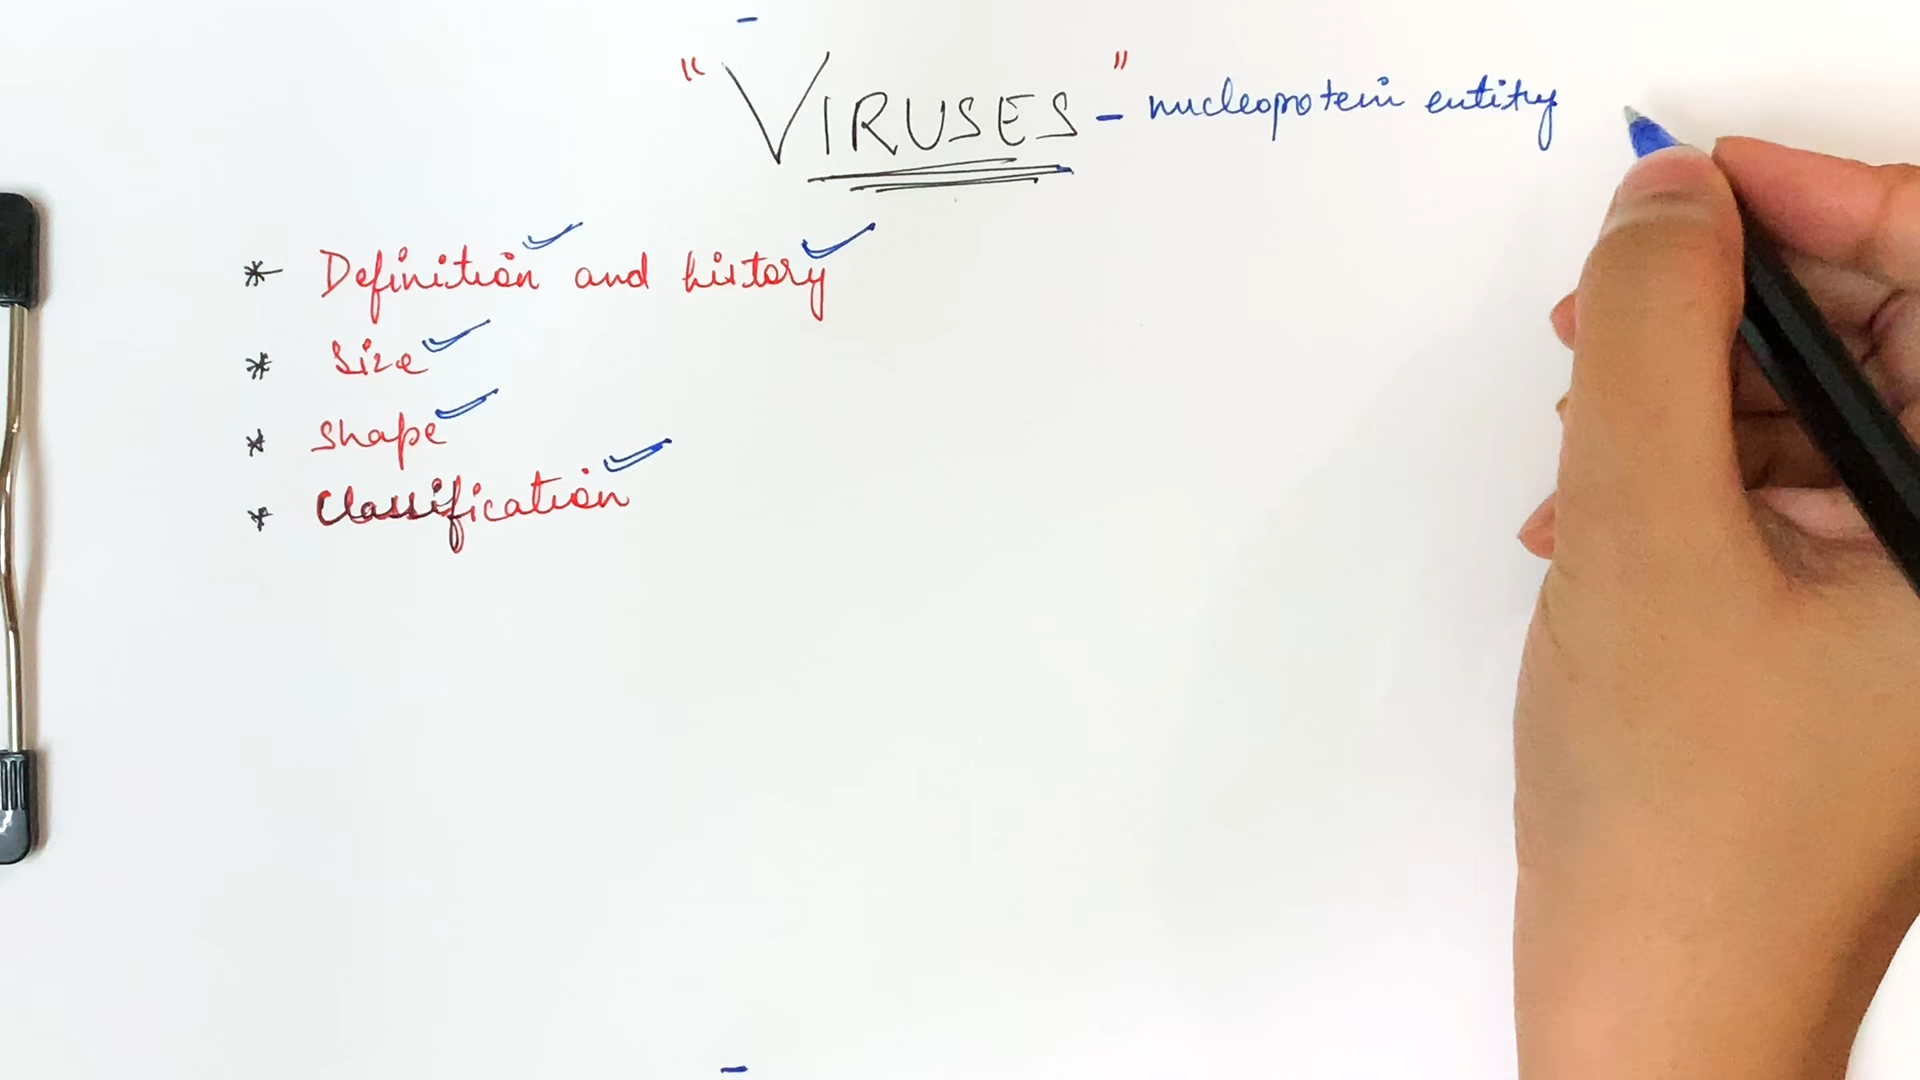 "VIRUSES" - nucleoprotein entity
* Definition and history
* Size
* Shape
* Classification